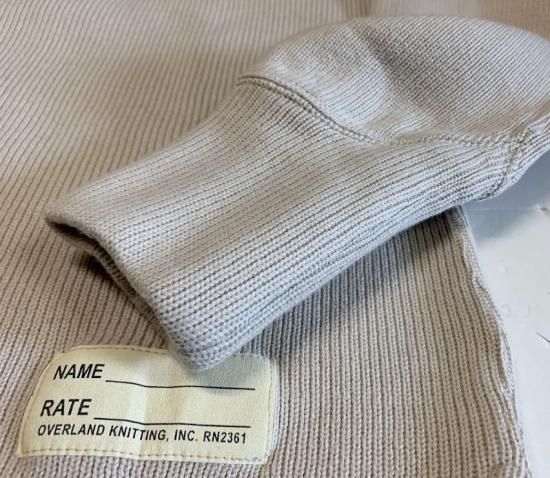 NAME
RATE
OVERLAND KNITTING, INC. RN2361